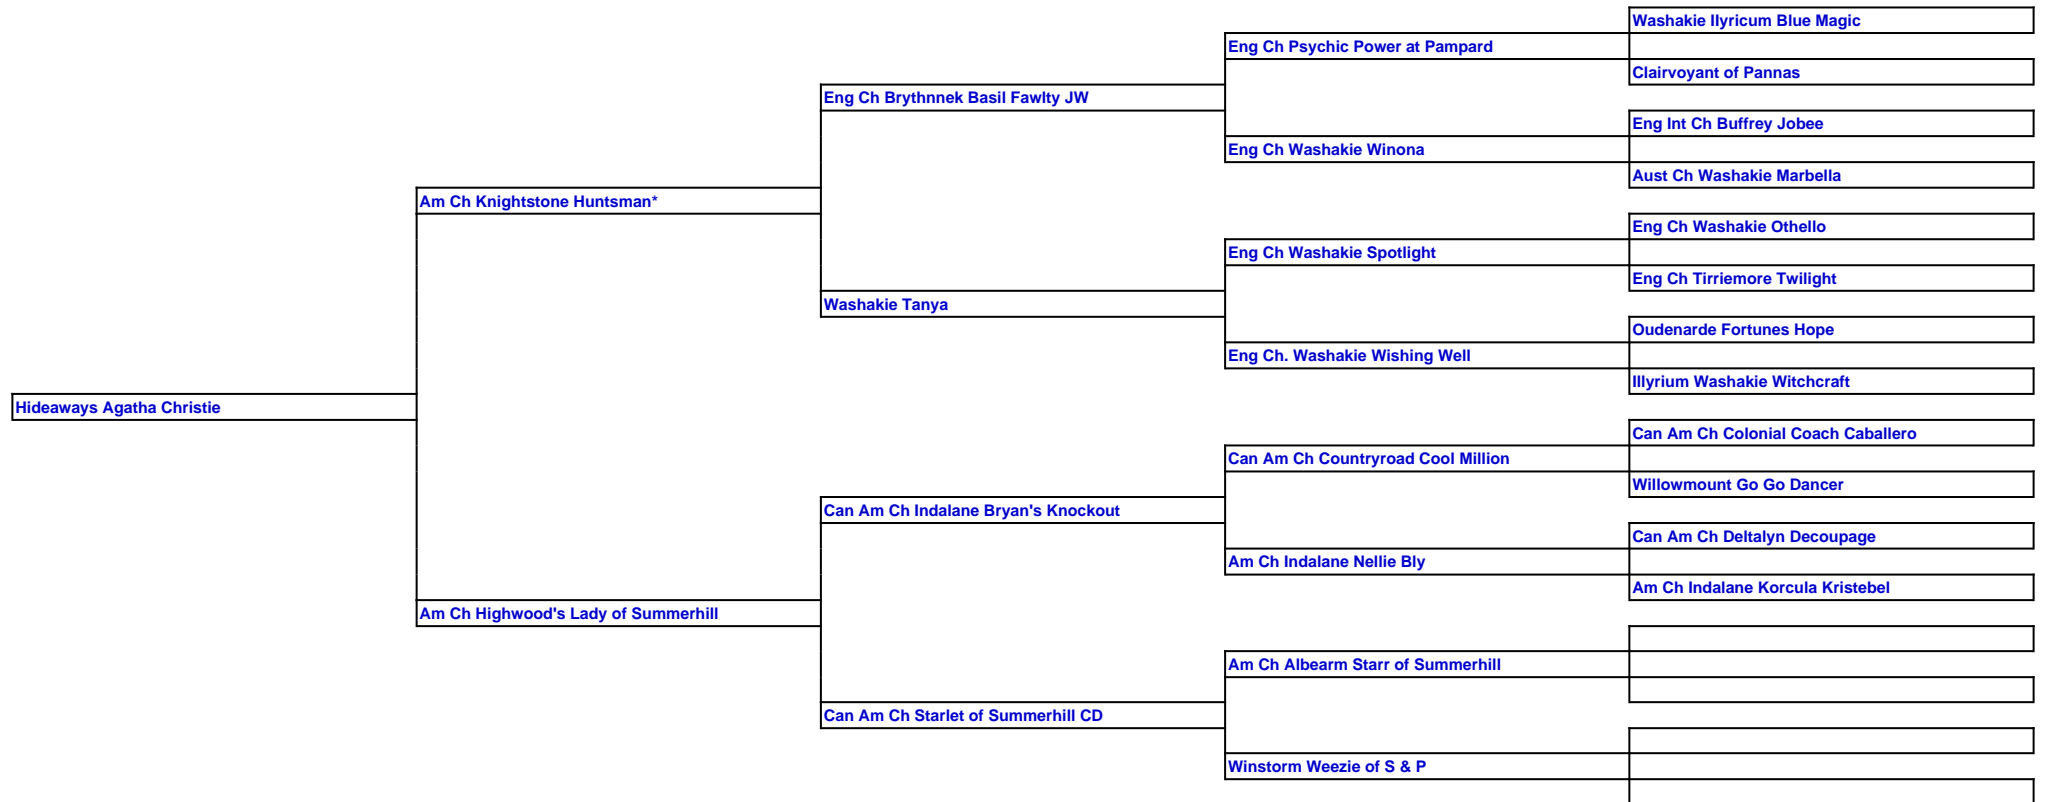 Washakie Ilyricum Blue Magic
Eng Ch Psychic Power at Pampard
Clairvoyant of Pannas
Eng Ch Brythnnek Basil Fawlty JW
Eng Int Ch Buffrey Jobee
Eng Ch Washakie Winona
Aust Ch Washakie Marbella
Am Ch Knightstone Huntsman*
Eng Ch Washakie Othello
Eng Ch Washakie Spotlight
Eng Ch Tirriemore Twilight
Washakie Tanya
Oudenarde Fortunes Hope
Eng Ch. Washakie Wishing Well
Illyrium Washakie Witchcraft
Hideaways Agatha Christie
Can Am Ch Colonial Coach Caballero
Can Am Ch Countryroad Cool Million
Willowmount Go Go Dancer
Can Am Ch Indalane Bryan's Knockout
Can Am Ch Deltalyn Decoupage
Am Ch Indalane Nellie Bly
Am Ch Indalane Korcula Kristebel
Am Ch Highwood's Lady of Summerhill
Am Ch Albearm Starr of Summerhill
Can Am Ch Starlet of Summerhill CD
Winstorm Weezie of S & P